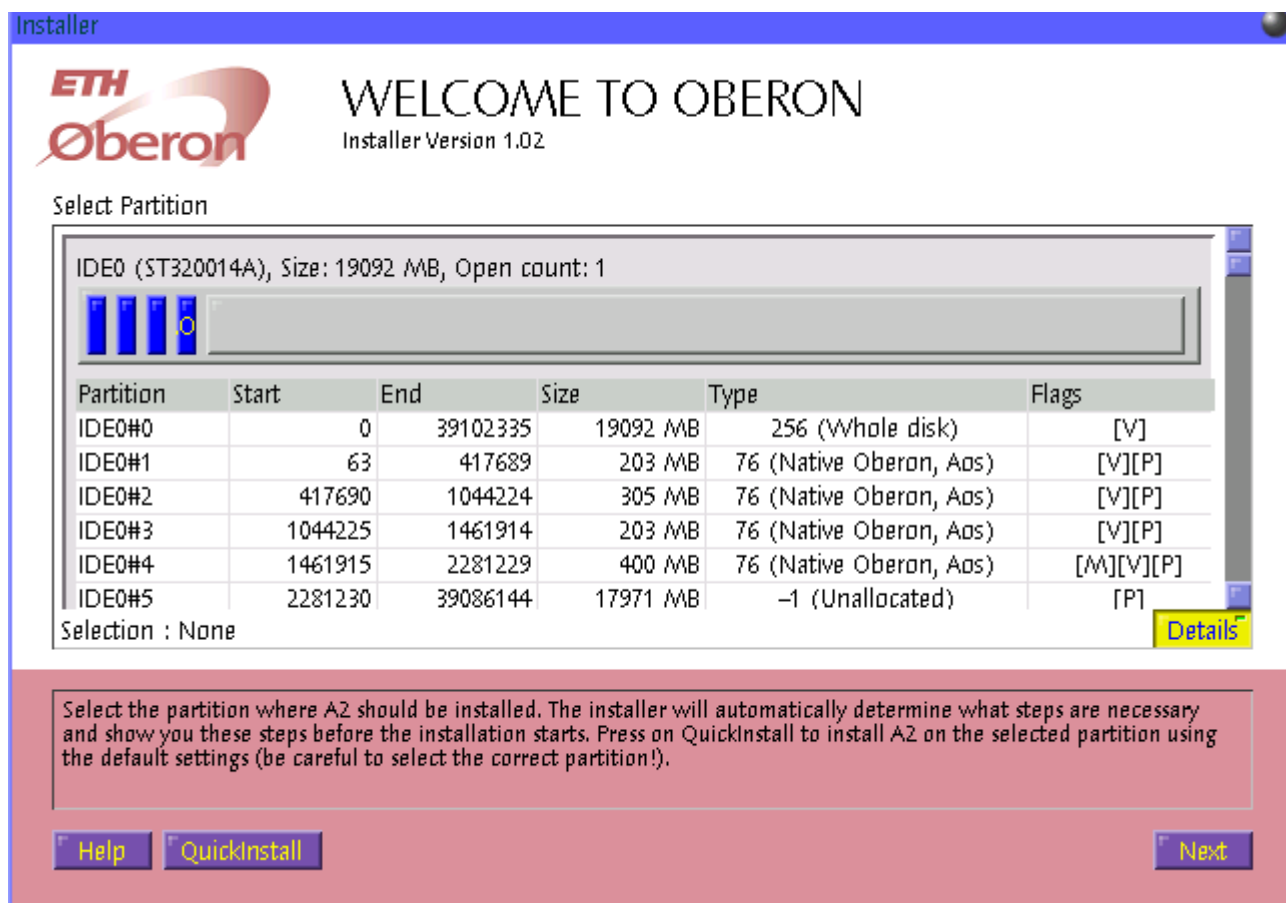 Installer
ETH
Oberon
WELCOME TO OBERON
Installer Version 1.02
Select Partition
IDE0 (ST320014A), Size: 19092 MB, Open count: 1
.O
Partition Start End Size Type Flags
IDE0#0 0 39102335 19092 MB 256 (Whole disk) [V]
IDE0#1 63 417689 203 MB 76 (Native Oberon, Aos) [V][P]
IDE0#2 417690 1044224 305 MB 76 (Native Oberon, Aos) [V][P]
IDE0#3 1044225 1461914 203 MB 76 (Native Oberon, Aos) [V][P]
IDE0#4 1461915 2281229 400 MB 76 (Native Oberon, Aos) [M][V][P]
IDE0#5 2281230 39086144 17971 MB –1 (Unallocated) [P]
Selection : None Details
Select the partition where A2 should be installed. The installer will automatically determine what steps are necessary
and show you these steps before the installation starts. Press on QuickInstall to install A2 on the selected partition using
the default settings (be careful to select the correct partition!).
Help QuickInstall Next